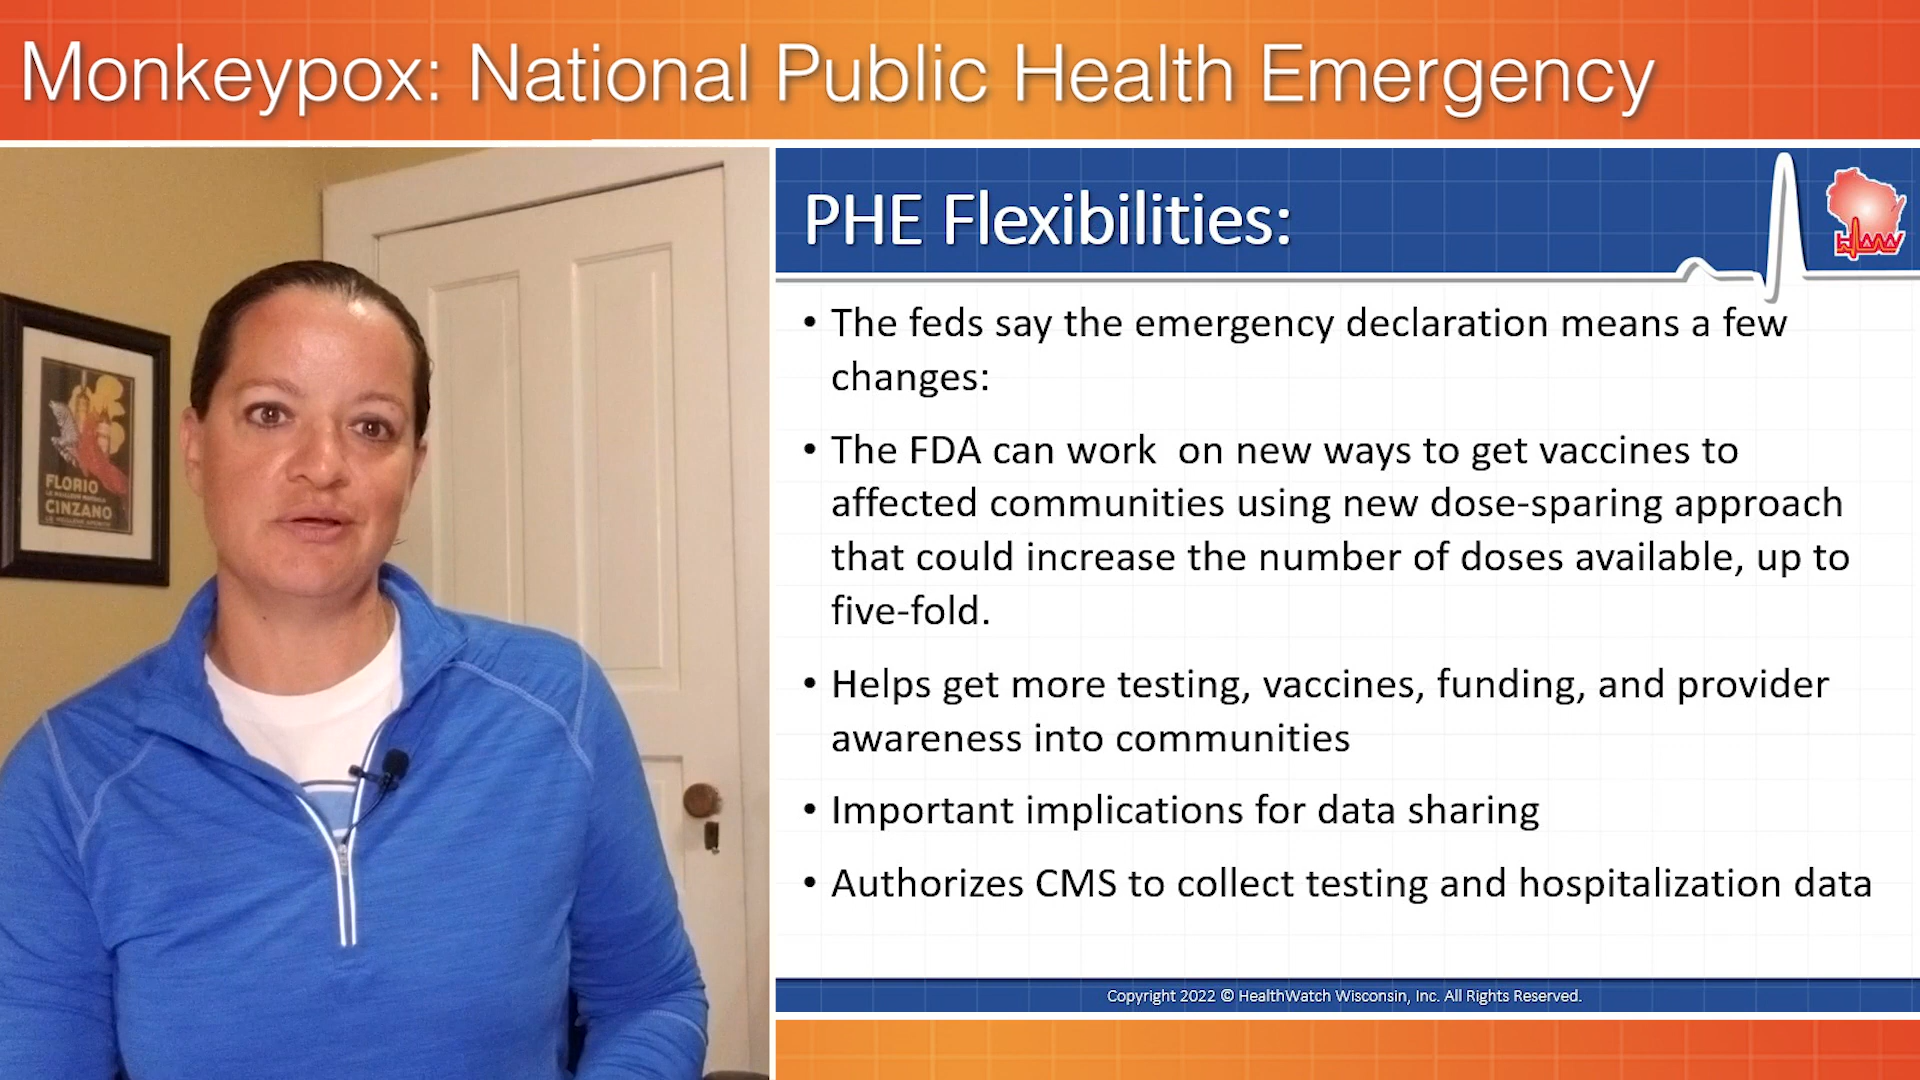 Monkeypox: National Public Health Emergency
PHE Flexibilities:
HWW
• The feds say the emergency declaration means a few
changes:
• The FDA can work  on new ways to get vaccines to
affected communities using new dose-sparing approach
that could increase the number of doses available, up to
five-fold.
• Helps get more testing, vaccines, funding, and provider
awareness into communities
• Important implications for data sharing
• Authorizes CMS to collect testing and hospitalization data
Copyright 2022 © HealthWatch Wisconsin, Inc. All Rights Reserved.
FLORIO
CINZANO